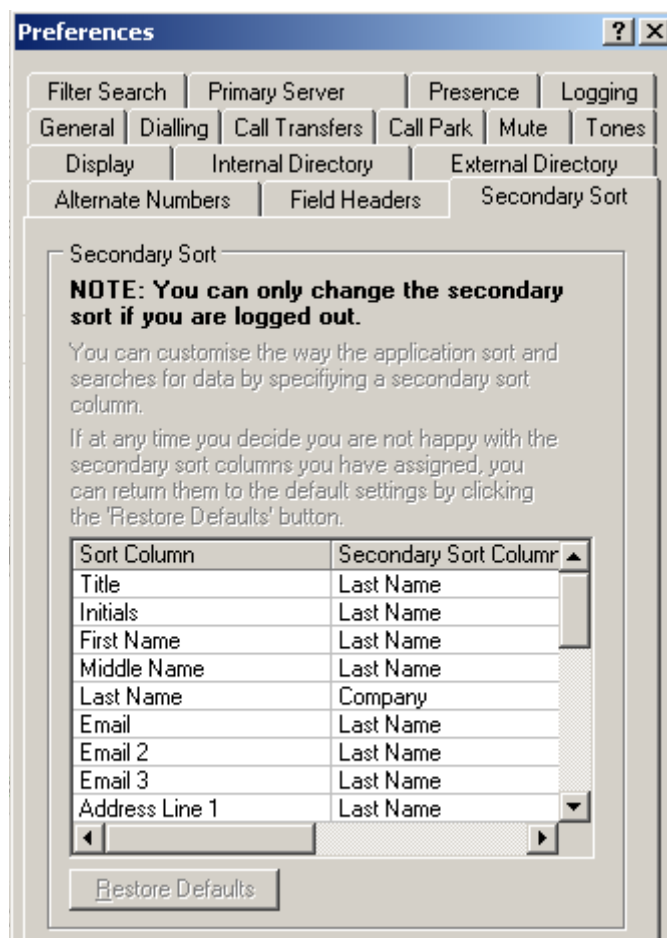 Preferences
Filter Search Primary Server Presence Logging
General Dialling Call Transfers Call Park Mute Tones
Display Internal Directory External Directory
Alternate Numbers Field Headers Secondary Sort
Secondary Sort
NOTE: You can only change the secondary
sort if you are logged out.
You can customise the way the application sort and
searches for data by specifiying a secondary sort
column.
If at any time you decide you are not happy with the
secondary sort columns you have assigned, you
can return them to the default settings by clicking
the 'Restore Defaults' button.
Sort Column Secondary Sort Column
Title Last Name
Initials Last Name
First Name Last Name
Middle Name Last Name
Last Name Company
Email Last Name
Email 2 Last Name
Email 3 Last Name
Address Line 1 Last Name
Restore Defaults